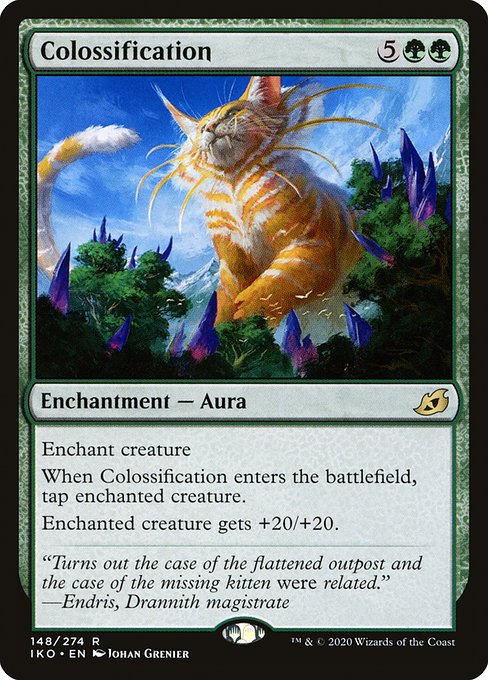 Colossification 5
Enchantment — Aura
Enchant creature
When Colossification enters the battlefield,
tap enchanted creature.
Enchanted creature gets +20/+20.
“Turns out the case of the flattened outpost and
the case of the missing kitten were related.”
—Endris, Drannith magistrate
148/274 R
IKO • EN Johan Grenier
™ & © 2020 Wizards of the Coast